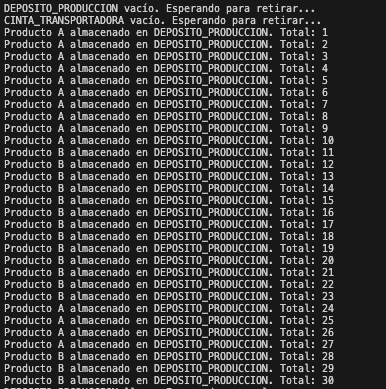 DEPOSITO_PRODUCCION vacío. Esperando para retirar...
CINTA_TRANSPORTADORA vacío. Esperando para retirar...
Producto A almacenado en DEPOSITO_PRODUCCION. Total: 1
Producto A almacenado en DEPOSITO_PRODUCCION. Total: 2
Producto A almacenado en DEPOSITO_PRODUCCION. Total: 3
Producto A almacenado en DEPOSITO_PRODUCCION. Total: 4
Producto A almacenado en DEPOSITO_PRODUCCION. Total: 5
Producto A almacenado en DEPOSITO_PRODUCCION. Total: 6
Producto A almacenado en DEPOSITO_PRODUCCION. Total: 7
Producto A almacenado en DEPOSITO_PRODUCCION. Total: 8
Producto A almacenado en DEPOSITO_PRODUCCION. Total: 9
Producto A almacenado en DEPOSITO_PRODUCCION. Total: 10
Producto B almacenado en DEPOSITO_PRODUCCION. Total: 11
Producto B almacenado en DEPOSITO_PRODUCCION. Total: 12
Producto B almacenado en DEPOSITO_PRODUCCION. Total: 13
Producto B almacenado en DEPOSITO_PRODUCCION. Total: 14
Producto B almacenado en DEPOSITO_PRODUCCION. Total: 15
Producto B almacenado en DEPOSITO_PRODUCCION. Total: 16
Producto B almacenado en DEPOSITO_PRODUCCION. Total: 17
Producto B almacenado en DEPOSITO_PRODUCCION. Total: 18
Producto B almacenado en DEPOSITO_PRODUCCION. Total: 19
Producto B almacenado en DEPOSITO_PRODUCCION. Total: 20
Producto B almacenado en DEPOSITO_PRODUCCION. Total: 21
Producto B almacenado en DEPOSITO_PRODUCCION. Total: 22
Producto A almacenado en DEPOSITO_PRODUCCION. Total: 23
Producto A almacenado en DEPOSITO_PRODUCCION. Total: 24
Producto A almacenado en DEPOSITO_PRODUCCION. Total: 25
Producto A almacenado en DEPOSITO_PRODUCCION. Total: 26
Producto A almacenado en DEPOSITO_PRODUCCION. Total: 27
Producto B almacenado en DEPOSITO_PRODUCCION. Total: 28
Producto B almacenado en DEPOSITO_PRODUCCION. Total: 29
Producto B almacenado en DEPOSITO_PRODUCCION. Total: 30